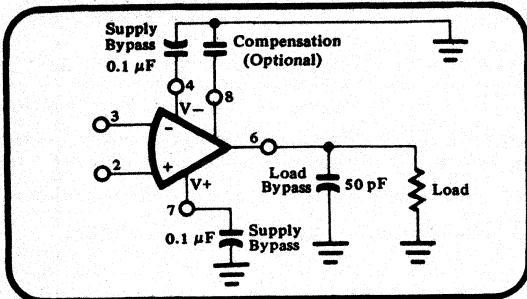 Supply
Bypass
0.1 µF
Compensation
(Optional)
4
V-
8
3
-
2
+
6
V+
7
Load
Bypass
50 pF
Load
0.1 µF
Supply
Bypass